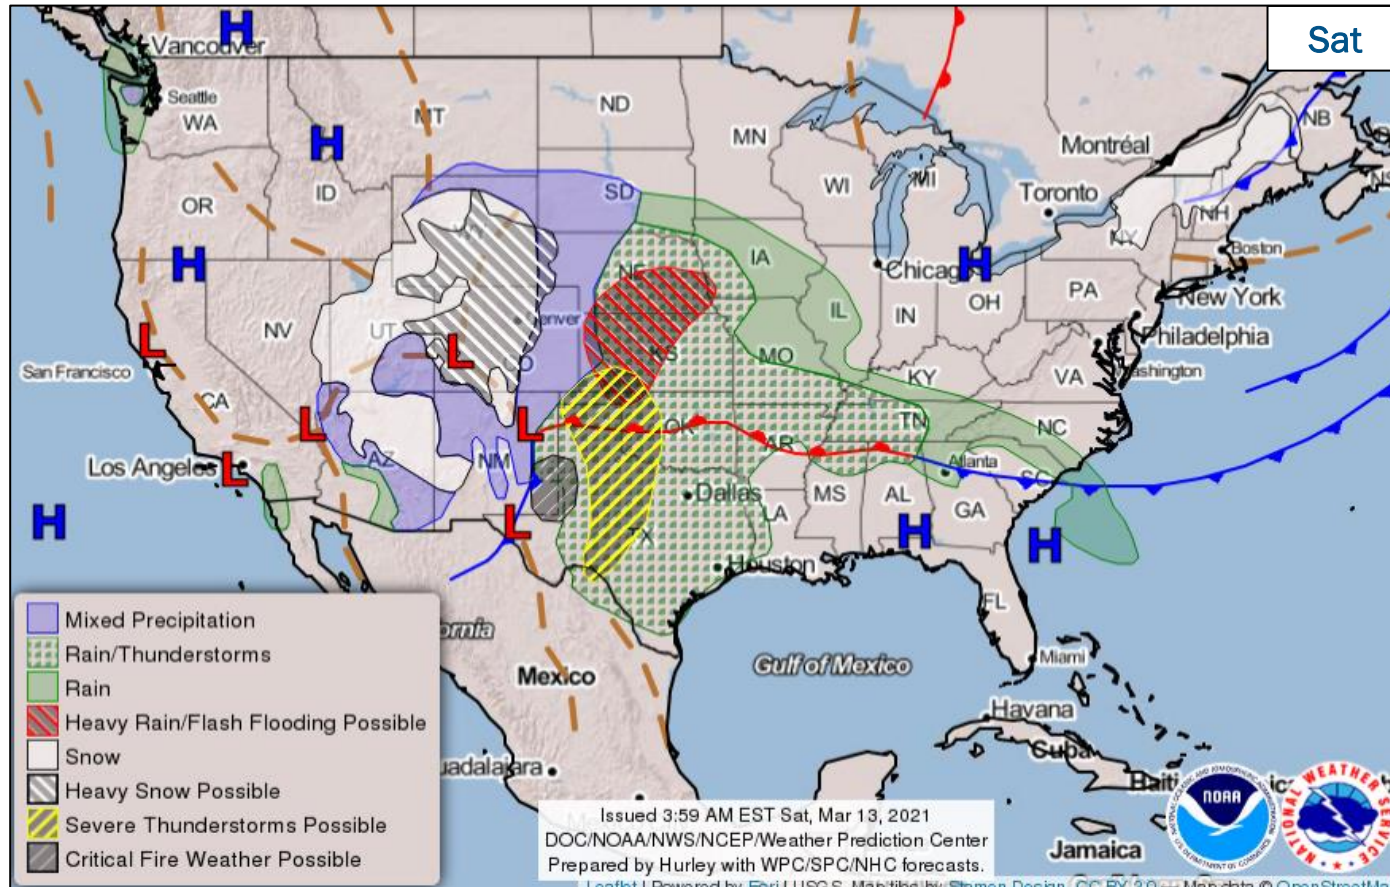 Sat
H
Vancouver
Seattle
WA
MT
ND
MN
Montréal
NB
H
ID
OR
SD
WI
MI
Toronto
NH
NY
Boston
H
IA
Chicago
H
OH
PA
New York
NE
IL
IN
Philadelphia
NV
UT
Denver
L
L
KS
MO
KY
VA
Washington
San Francisco
CA
L
L
OK
TN
NC
Los Angeles
L
AZ
NM
AR
Atlanta
SC
H
L
Dallas
LA
MS
AL
GA
H
H
TX
Houston
FL
Miami
Mexico
Gulf of Mexico
Havana
Cuba
Jamaica
Mixed Precipitation
Rain/Thunderstorms
Rain
Heavy Rain/Flash Flooding Possible
Snow
Heavy Snow Possible
Severe Thunderstorms Possible
Critical Fire Weather Possible
Issued 3:59 AM EST Sat, Mar 13, 2021
DOC/NOAA/NWS/NCEP/Weather Prediction Center
Prepared by Hurley with WPC/SPC/NHC forecasts.
NOAA
NATIONAL WEATHER SERVICE